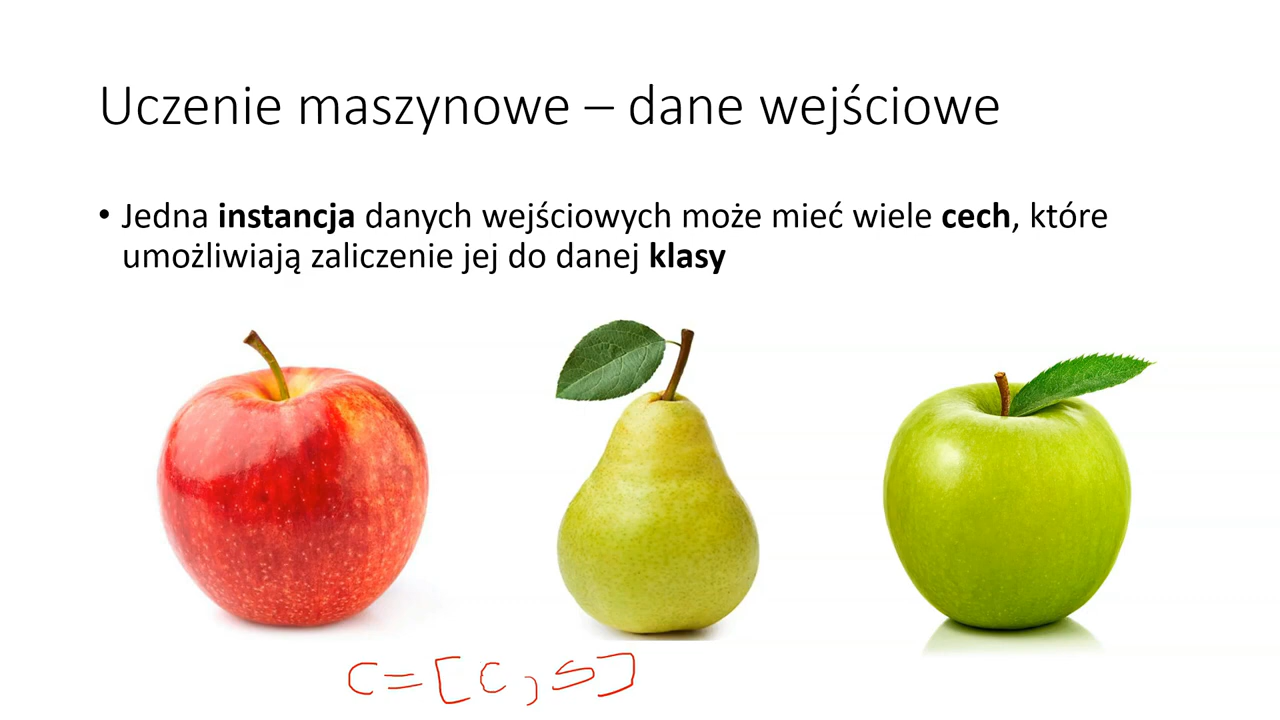 Uczenie maszynowe – dane wejściowe
• Jedna instancja danych wejściowych może mieć wiele cech, które
umożliwiają zaliczenie jej do danej klasy
C=[C,S]